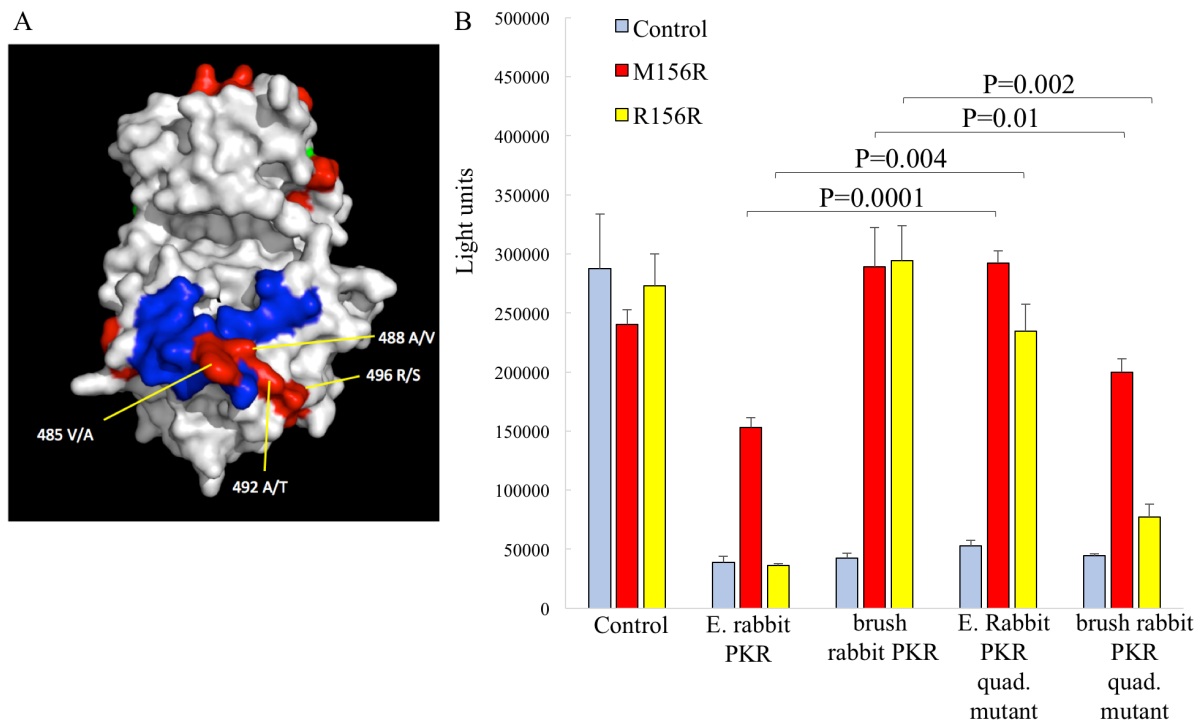 A
488 A/V
496 R/S
485 V/A
492 A/T
B
Control
M156R
R156R
P=0.002
P=0.01
P=0.004
P=0.0001
Light units
500000
450000
400000
350000
300000
250000
200000
150000
100000
50000
0
Control
E. rabbit
PKR
brush
rabbit PKR
E. Rabbit
PKR
quad.
mutant
brush rabbit
PKR
quad.
mutant